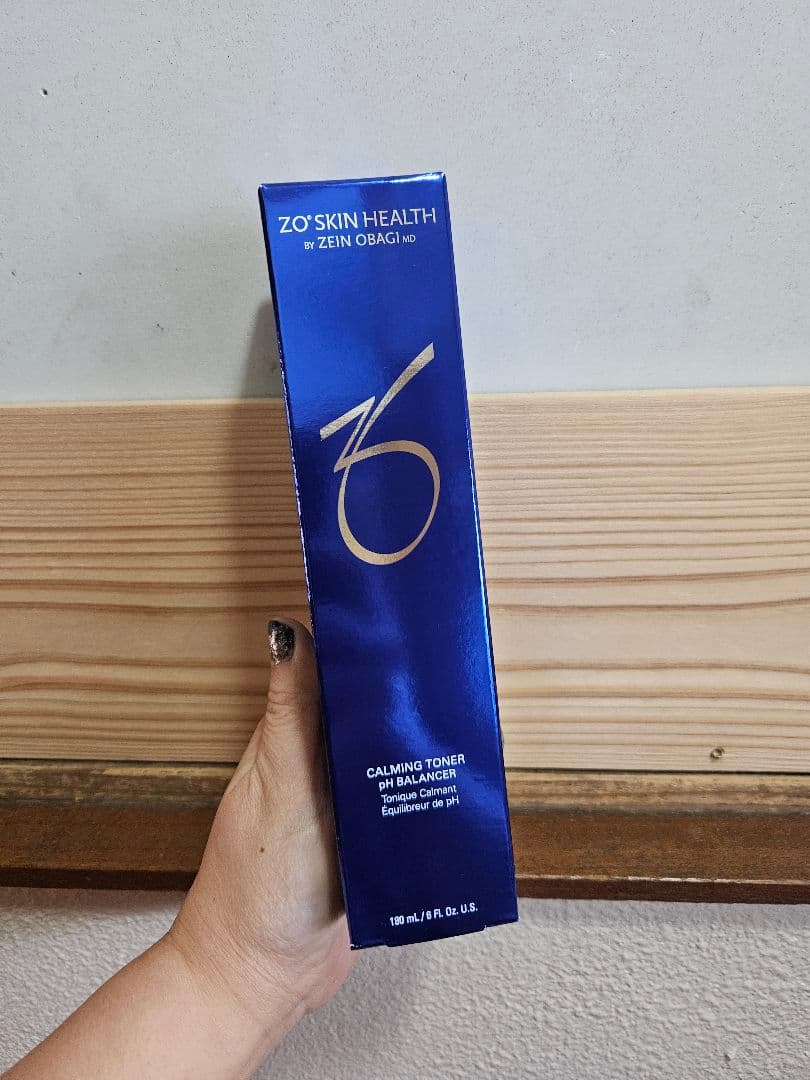 ZO® SKIN HEALTH
BY ZEIN OBAGI MD
ZO
CALMING TONER
pH BALANCER
Tonique Calmant
Équilibreur de pH
180 mL / 6 Fl. Oz. U.S.